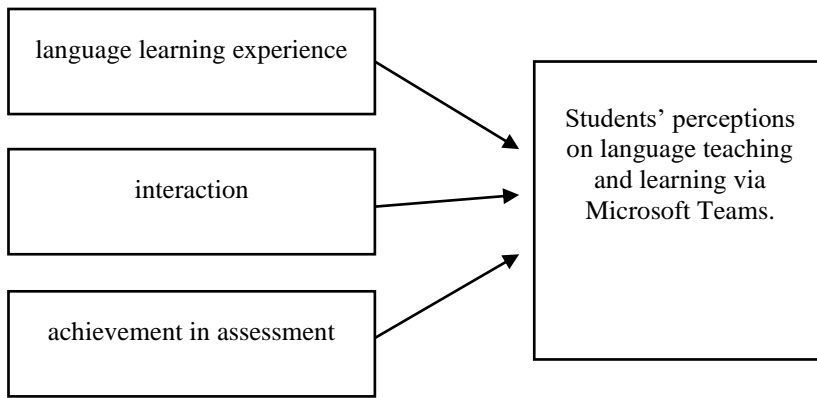 language learning experience
interaction
achievement in assessment
Students’ perceptions
on language teaching
and learning via
Microsoft Teams.